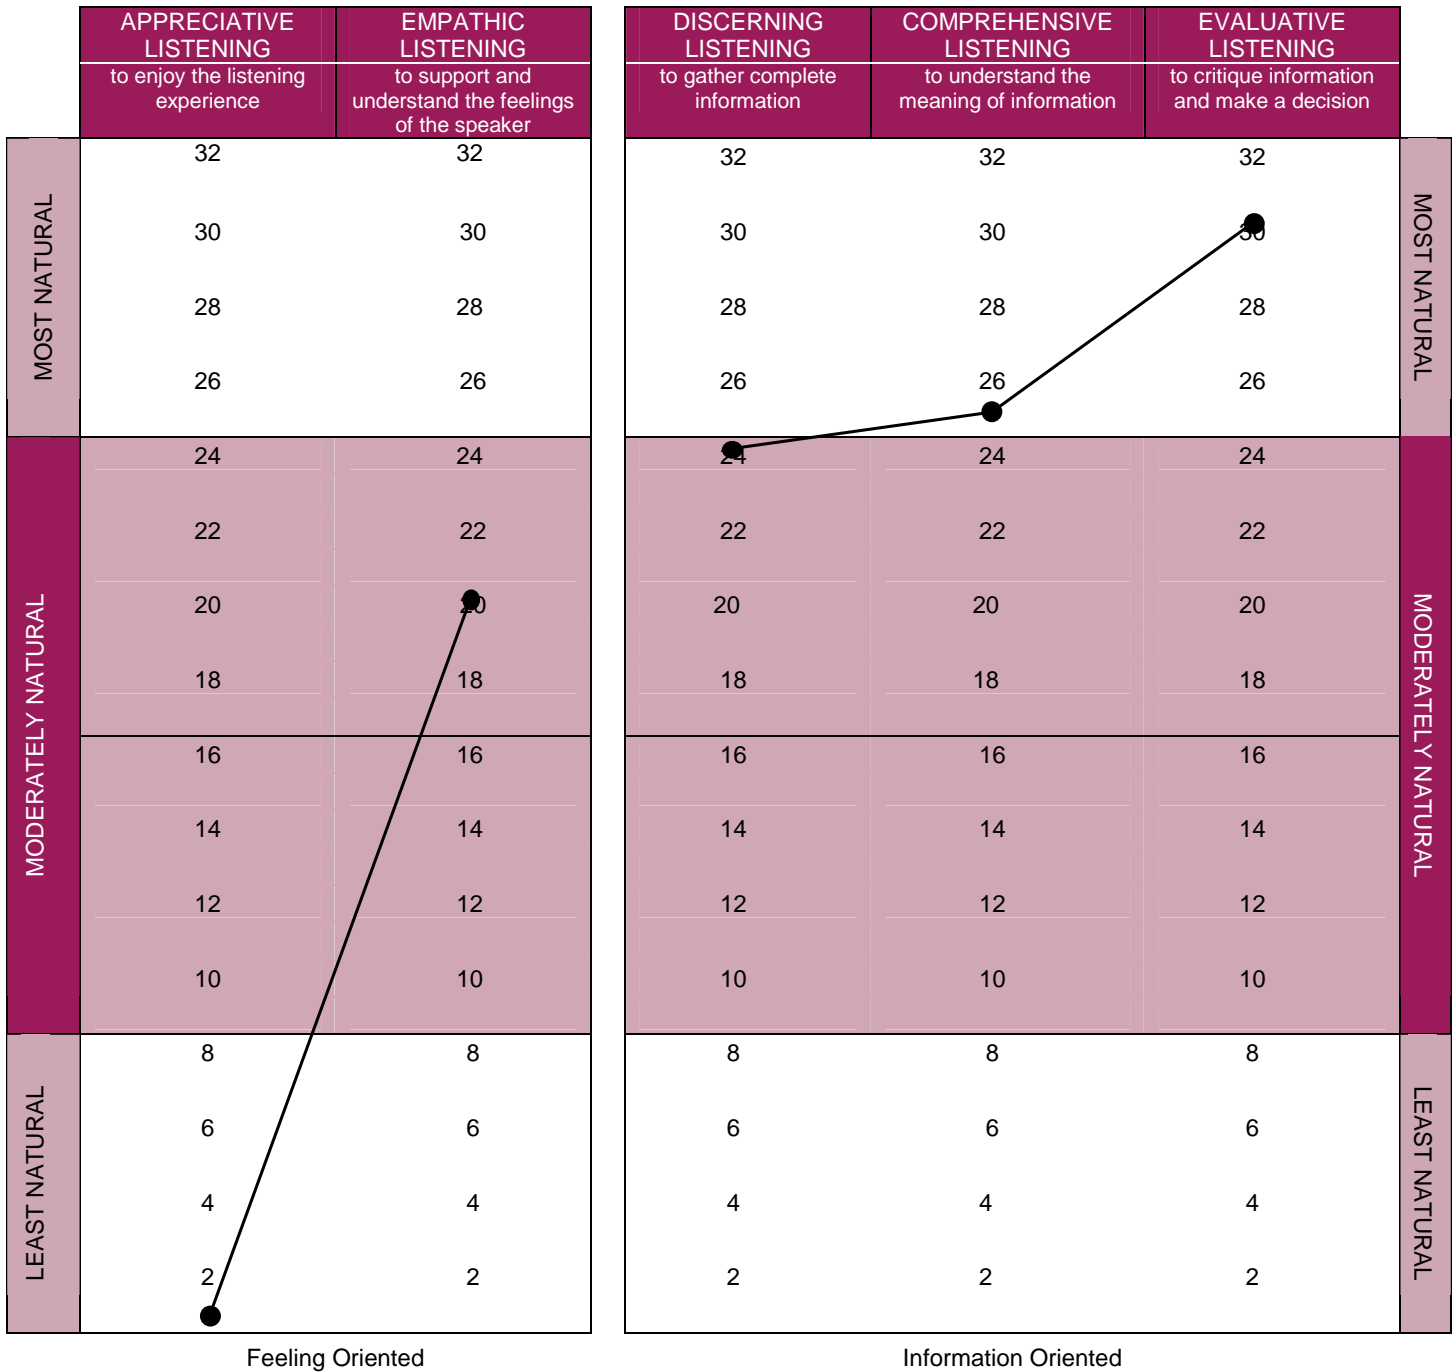 APPRECIATIVE LISTENING
to enjoy the listening experience
EMPATHIC LISTENING
to support and understand the feelings of the speaker
DISCERNING LISTENING
to gather complete information
COMPREHENSIVE LISTENING
to understand the meaning of information
EVALUATIVE LISTENING
to critique information and make a decision
MOST NATURAL
32 32 32 32 32
30 30 30 30 30
28 28 28 28 28
26 26 26 26 26
MOST NATURAL
MODERATELY NATURAL
24 24 24 24 24
22 22 22 22 22
20 20 20 20 20
18 18 18 18 18
16 16 16 16 16
14 14 14 14 14
12 12 12 12 12
10 10 10 10 10
MODERATELY NATURAL
LEAST NATURAL
8 8 8 8 8
6 6 6 6 6
4 4 4 4 4
2 2 2 2 2
LEAST NATURAL
Feeling Oriented
Information Oriented